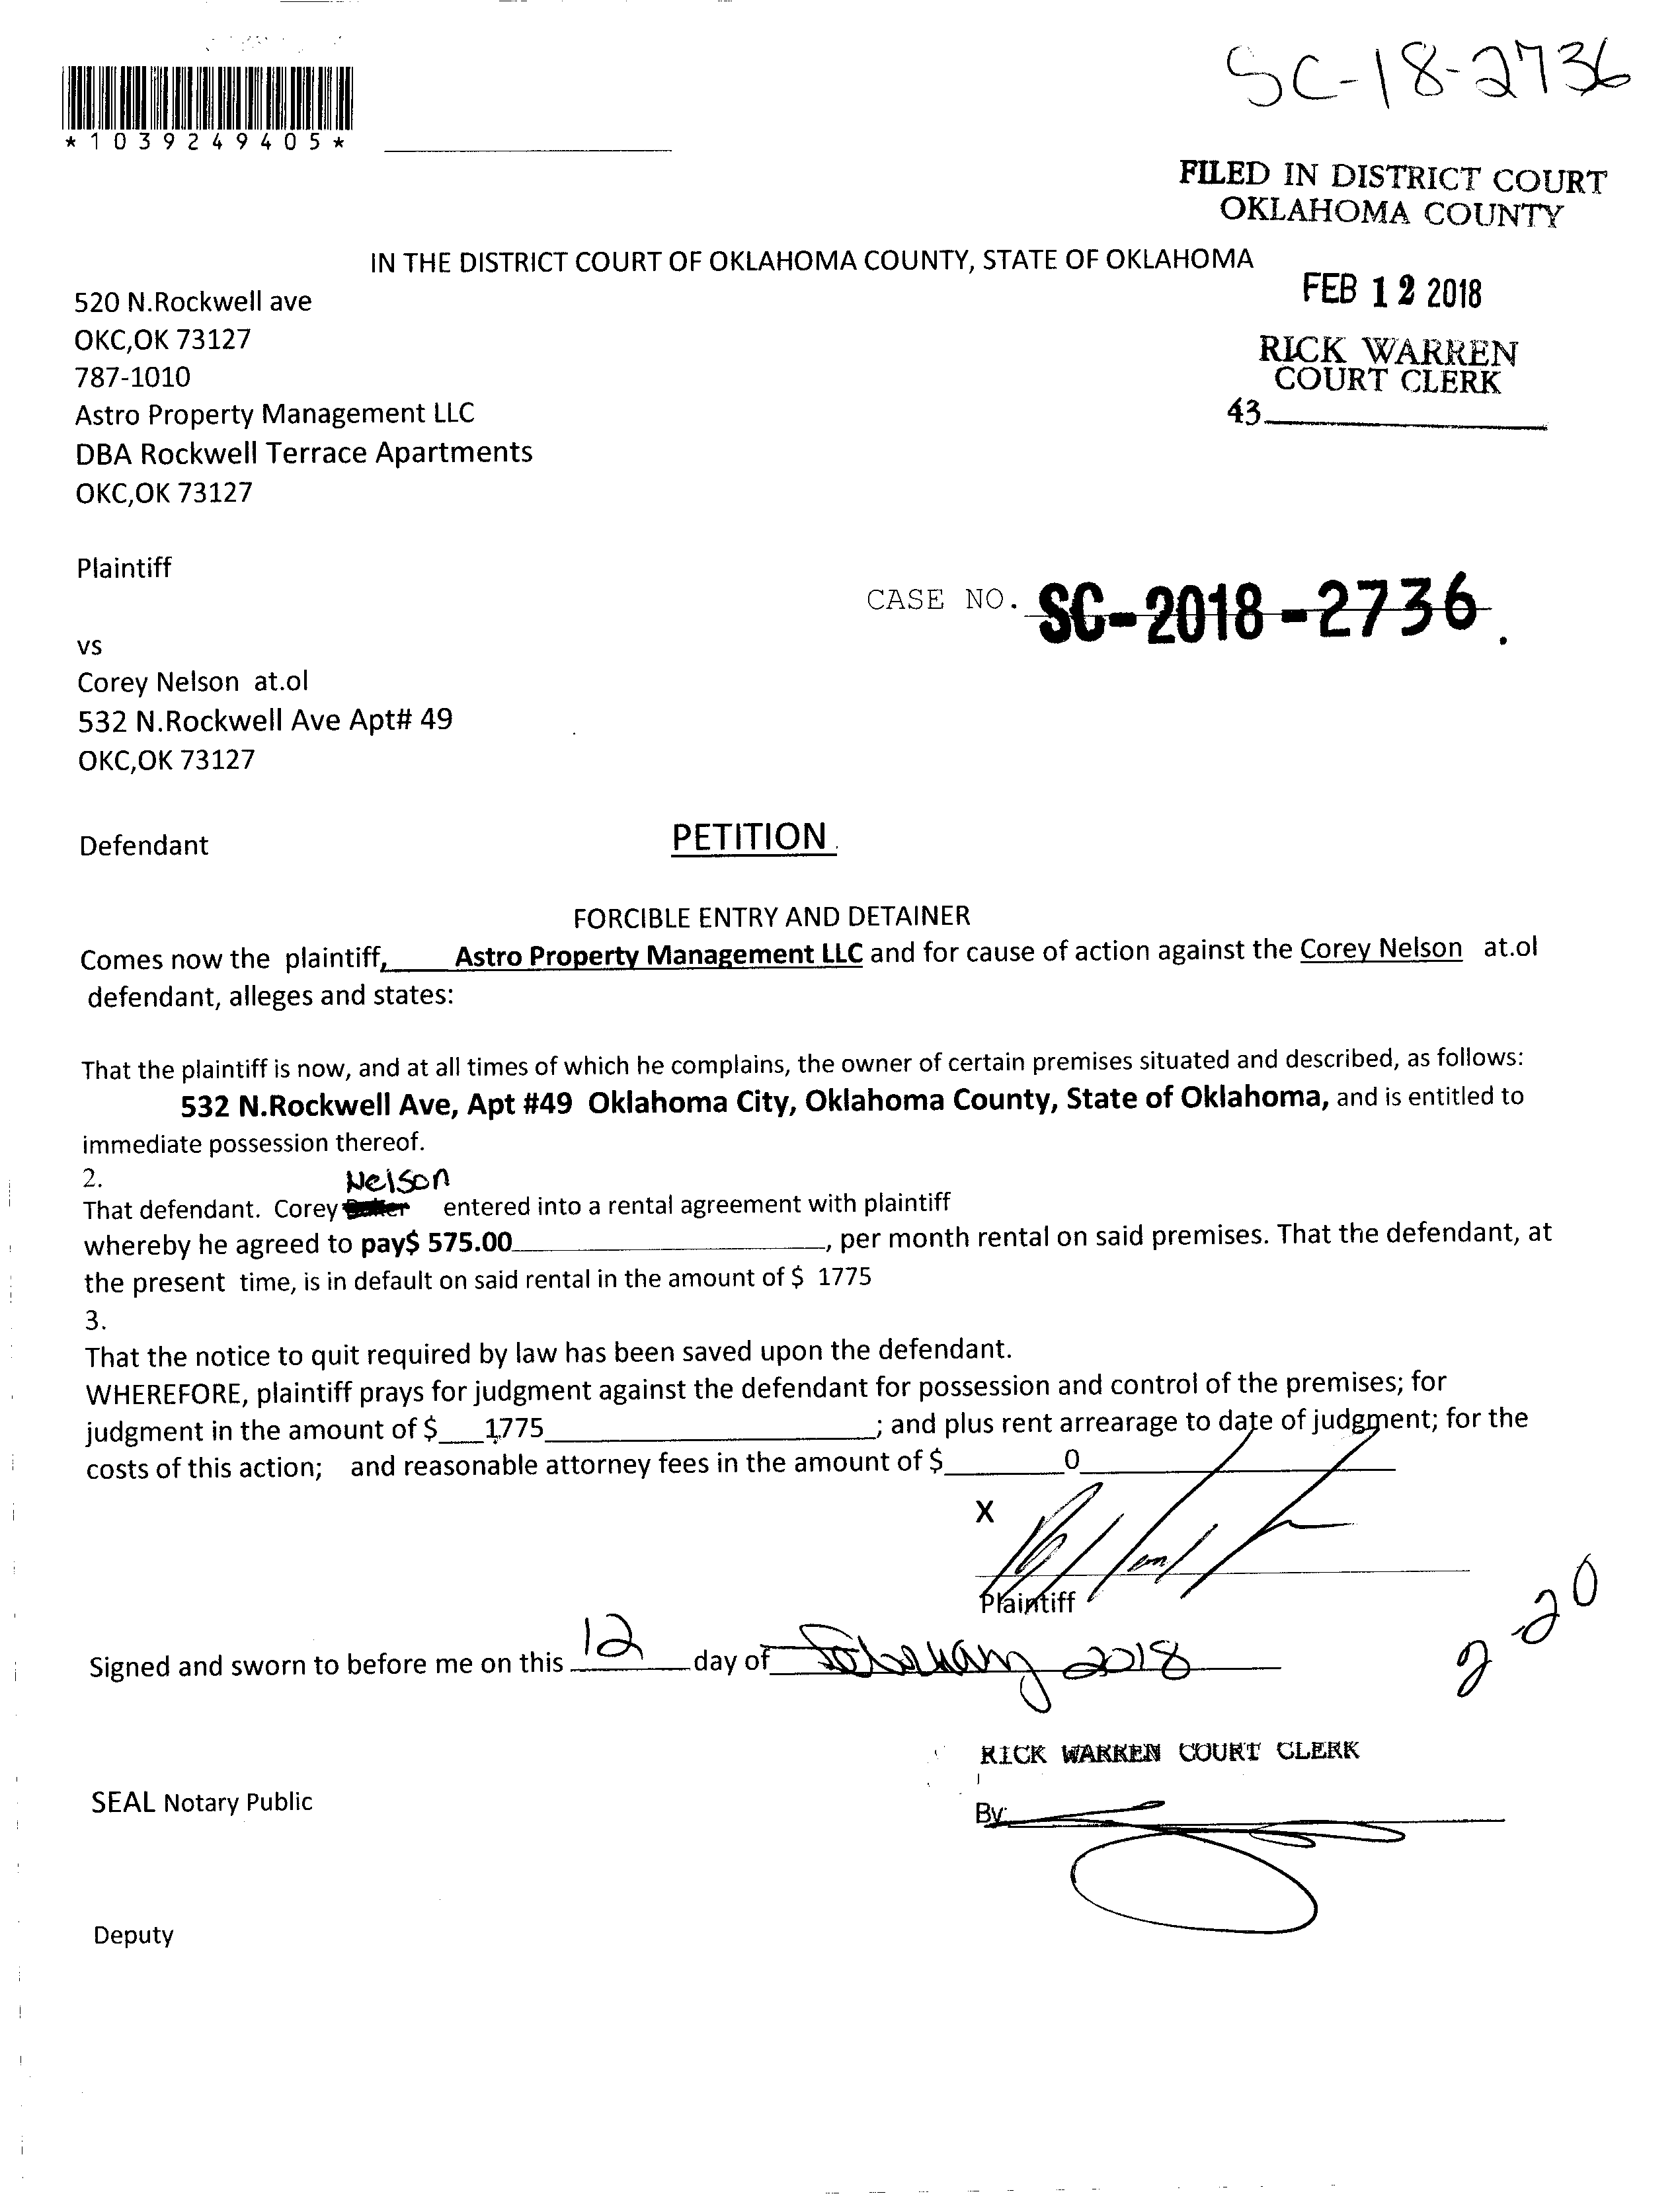 SC-18-2736
*1039249405*
FILED IN DISTRICT COURT
OKLAHOMA COUNTY
IN THE DISTRICT COURT OF OKLAHOMA COUNTY, STATE OF OKLAHOMA
FEB 12 2018
520 N.Rockwell ave
OKC,OK 73127
RICK WARREN
COURT CLERK
787-1010
43
Astro Property Management LLC
DBA Rockwell Terrace Apartments
OKC,OK 73127
Plaintiff
CASE NO. SC-2018-2736
vs
Corey Nelson at.ol
532 N.Rockwell Ave Apt# 49
OKC,OK 73127
Defendant
PETITION
FORCIBLE ENTRY AND DETAINER
Comes now the plaintiff, Astro Property Management LLC and for cause of action against the Corey Nelson at.ol
defendant, alleges and states:
That the plaintiff is now, and at all times of which he complains, the owner of certain premises situated and described, as follows:
532 N.Rockwell Ave, Apt #49 Oklahoma City, Oklahoma County, State of Oklahoma, and is entitled to
immediate possession thereof.
2.
Nelson
That defendant. Corey entered into a rental agreement with plaintiff
whereby he agreed to pay$ 575.00, per month rental on said premises. That the defendant, at
the present time, is in default on said rental in the amount of $ 1775
3.
That the notice to quit required by law has been saved upon the defendant.
WHEREFORE, plaintiff prays for judgment against the defendant for possession and control of the premises; for
judgment in the amount of $ 1775 ; and plus rent arrearage to date of judgment; for the
costs of this action; and reasonable attorney fees in the amount of $ 0
X
Plaintiff
2-20
Signed and sworn to before me on this 12 day of February 2018
RICK WARREN COURT CLERK
SEAL Notary Public
By:
Deputy